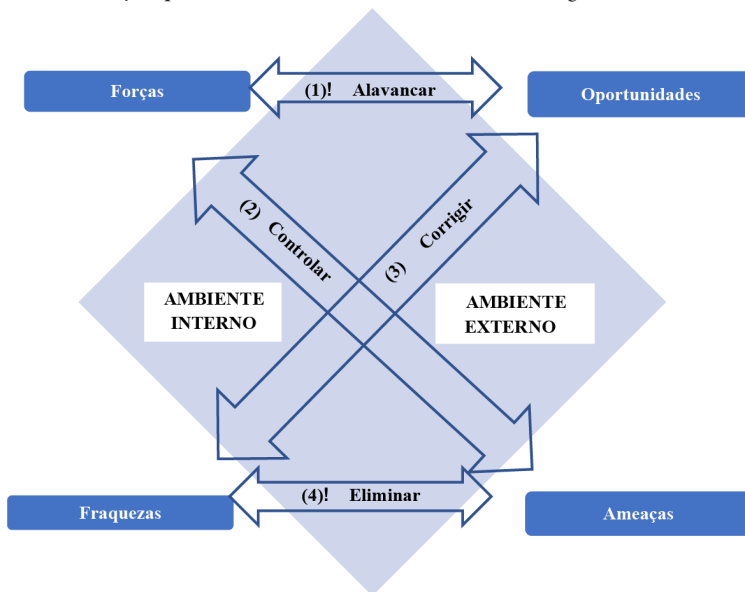 Forças
(1)! Alavancar
Oportunidades
(2) Controlar
(3) Corrigir
AMBIENTE
INTERNO
AMBIENTE
EXTERNO
Fraquezas
(4)! Eliminar
Ameaças